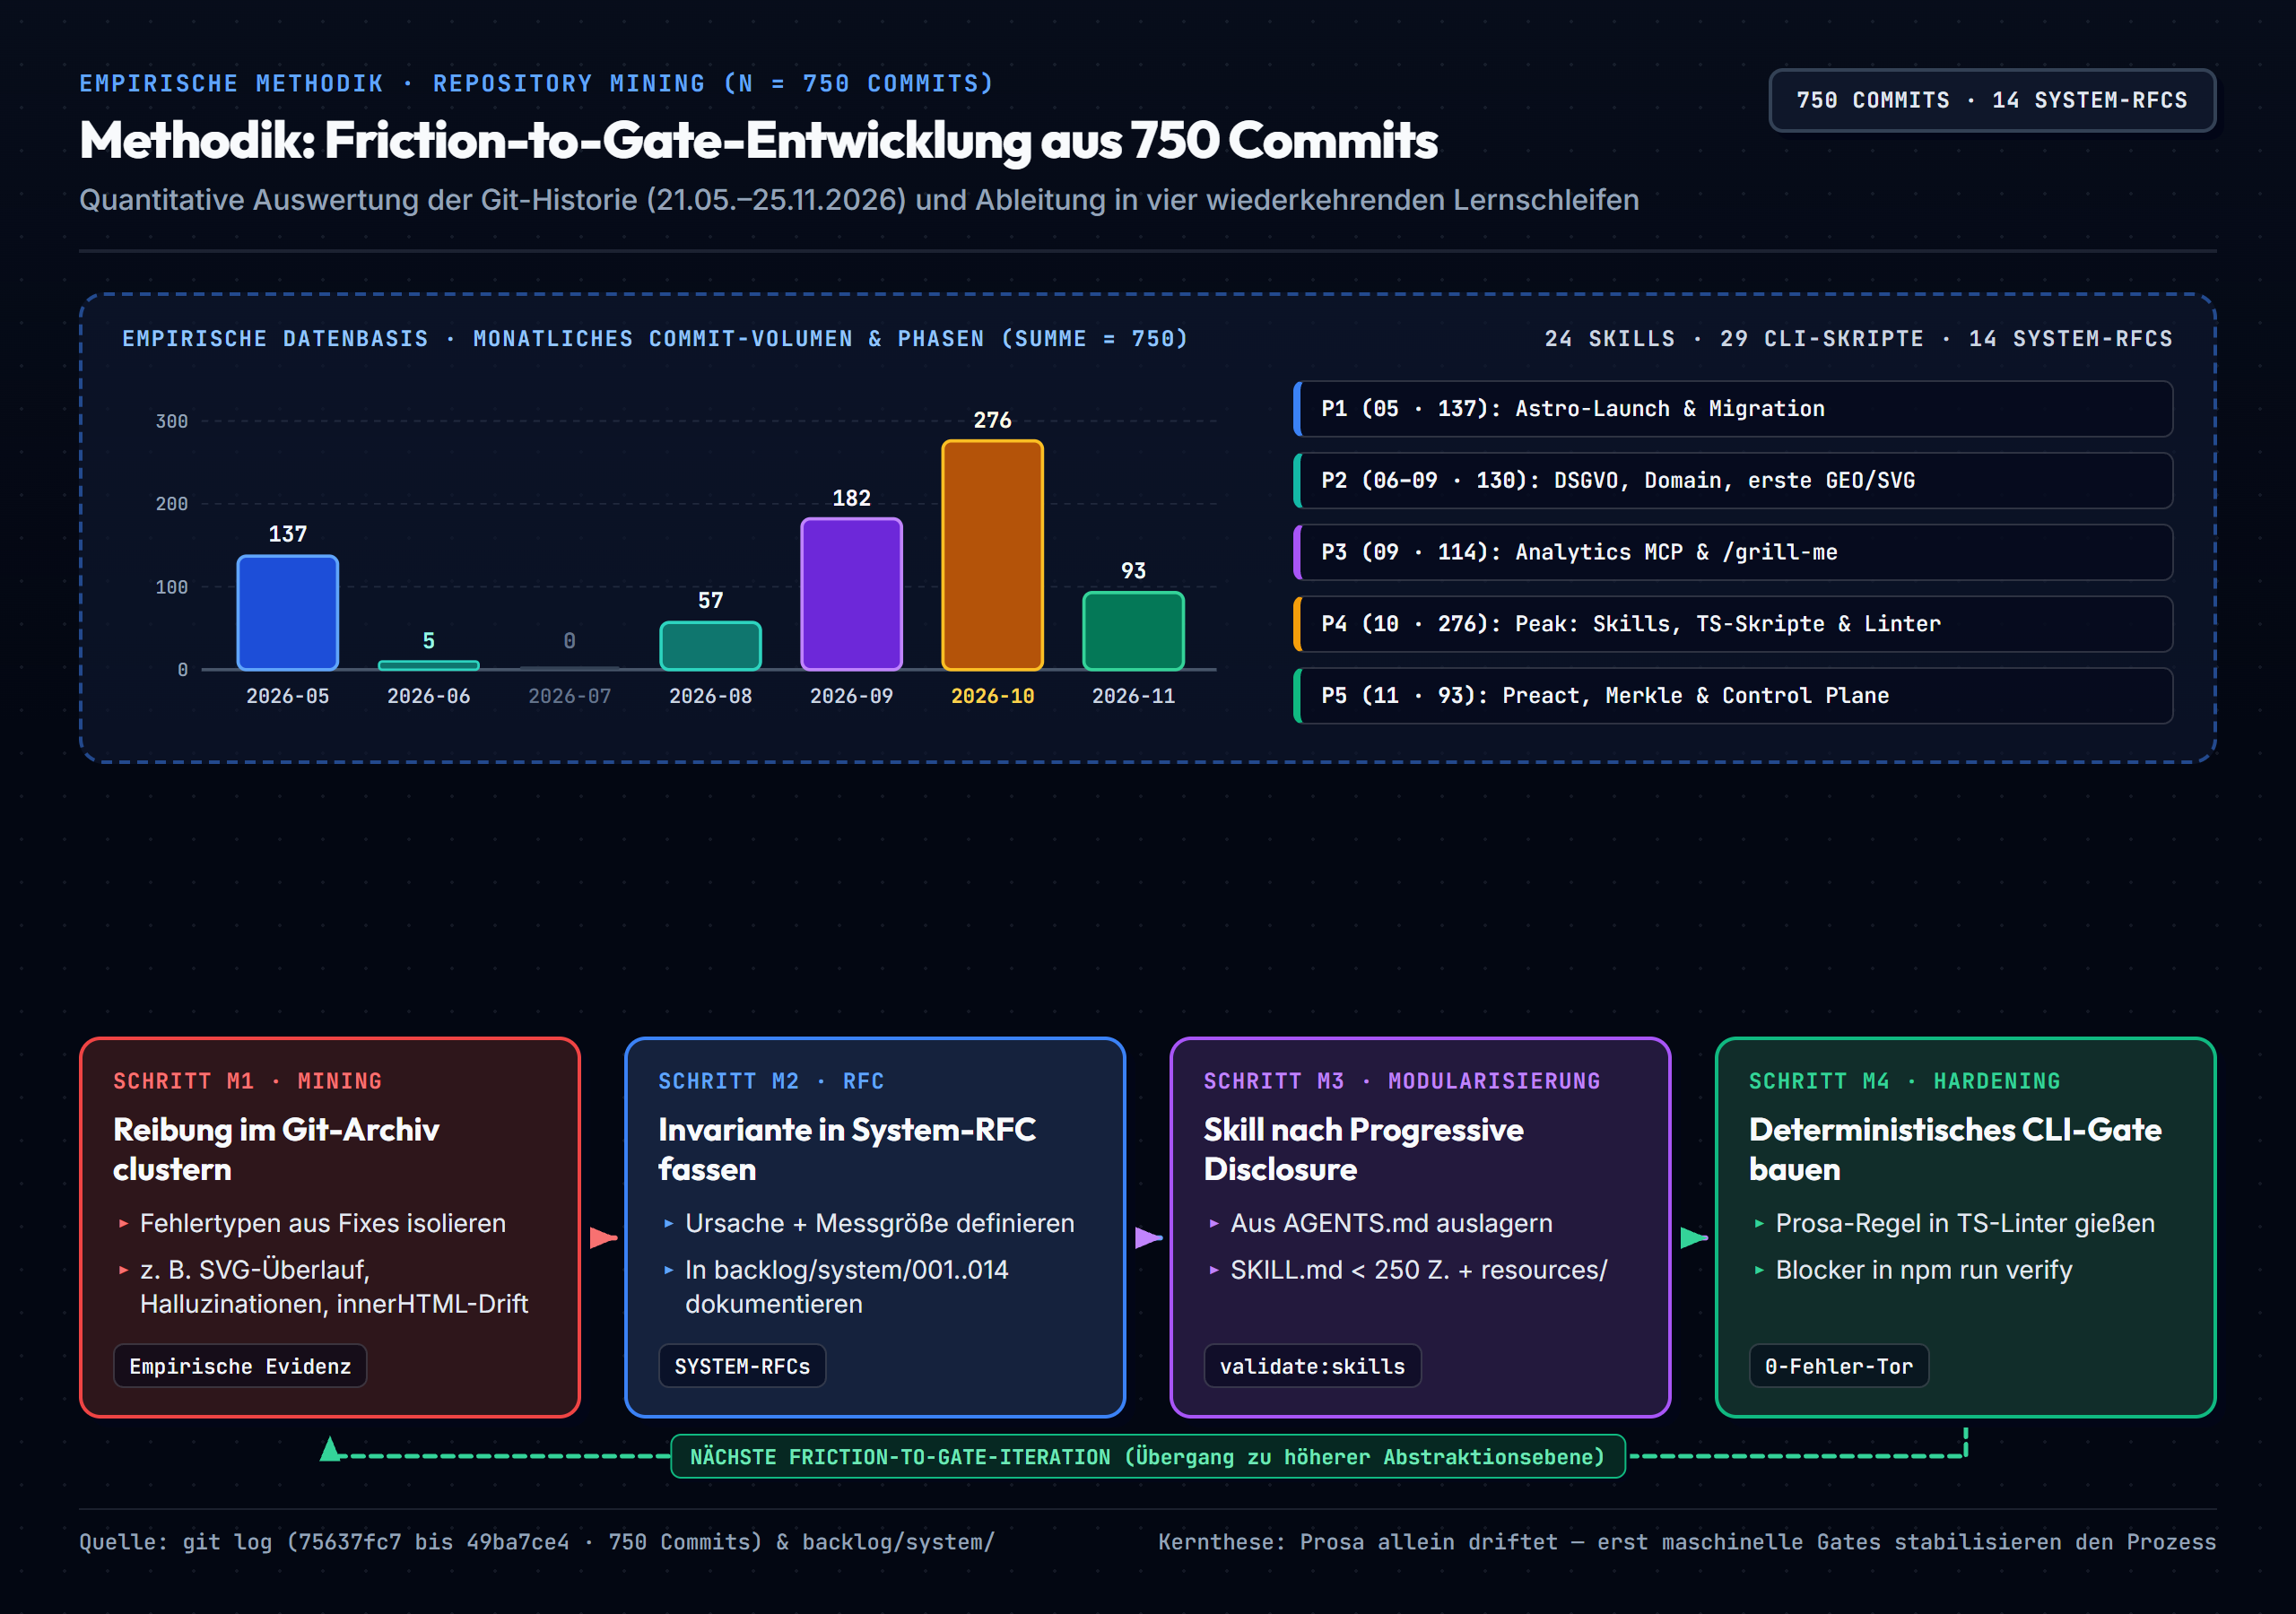 EMPIRISCHE METHODIK · REPOSITORY MINING (N = 750 COMMITS)
750 COMMITS · 14 SYSTEM-RFCS
Methodik: Friction-to-Gate-Entwicklung aus 750 Commits
Quantitative Auswertung der Git-Historie (21.05.–25.11.2026) und Ableitung in vier wiederkehrenden Lernschleifen
EMPIRISCHE DATENBASIS · MONATLICHES COMMIT-VOLUMEN & PHASEN (SUMME = 750)
300
200
100
0
137
5
0
57
182
276
93
2026-05
2026-06
2026-07
2026-08
2026-09
2026-10
2026-11
24 SKILLS · 29 CLI-SKRIPTE · 14 SYSTEM-RFCS
P1 (05 · 137): Astro-Launch & Migration
P2 (06–09 · 130): DSGVO, Domain, erste GEO/SVG
P3 (09 · 114): Analytics MCP & /grill-me
P4 (10 · 276): Peak: Skills, TS-Skripte & Linter
P5 (11 · 93): Preact, Merkle & Control Plane
SCHRITT M1 · MINING
Reibung im Git-Archiv
clustern
▸ Fehlertypen aus Fixes isolieren
▸ z. B. SVG-Überlauf,
Halluzinationen, innerHTML-Drift
Empirische Evidenz
SCHRITT M2 · RFC
Invariante in System-RFC
fassen
▸ Ursache + Messgröße definieren
▸ In backlog/system/001..014
dokumentieren
SYSTEM-RFCs
SCHRITT M3 · MODULARISIERUNG
Skill nach Progressive
Disclosure
▸ Aus AGENTS.md auslagern
▸ SKILL.md < 250 Z. + resources/
validate:skills
SCHRITT M4 · HARDENING
Deterministisches CLI-Gate
bauen
▸ Prosa-Regel in TS-Linter gießen
▸ Blocker in npm run verify
0-Fehler-Tor
NÄCHSTE FRICTION-TO-GATE-ITERATION (Übergang zu höherer Abstraktionsebene)
Quelle: git log (75637fc7 bis 49ba7ce4 · 750 Commits) & backlog/system/
Kernthese: Prosa allein driftet — erst maschinelle Gates stabilisieren den Prozess